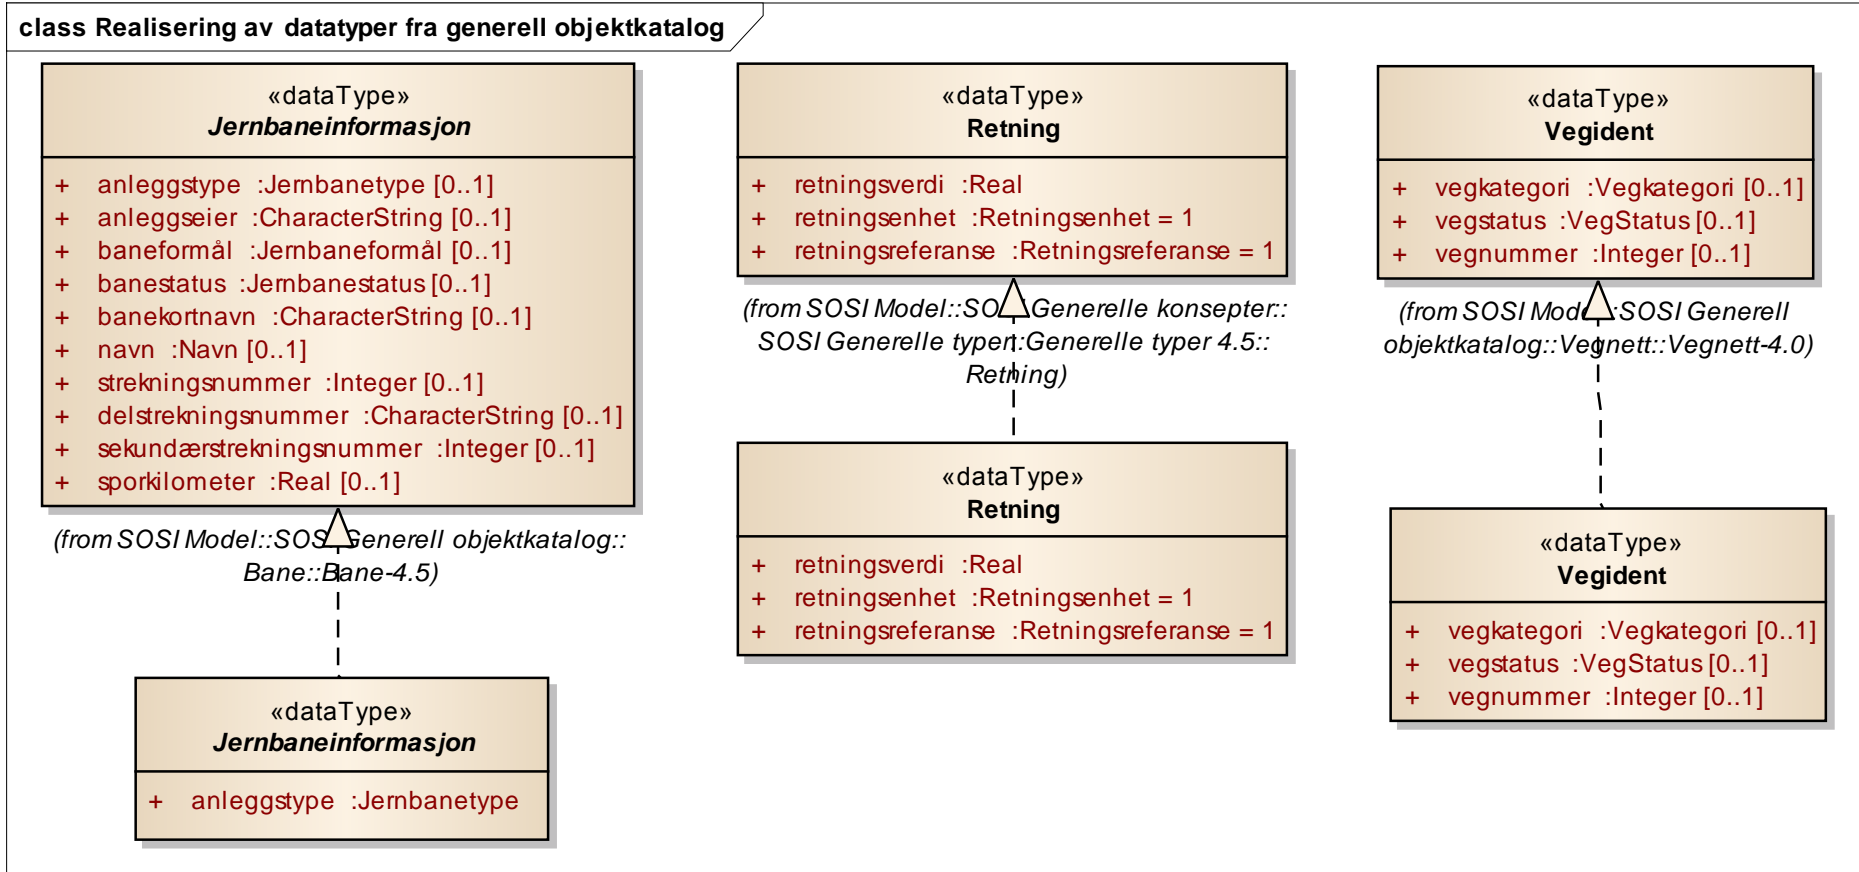 class Realisering av datatyper fra generell objektkatalog
«dataType»
Jernbaneinformasjon
+ anleggstype :Jernbanetype [0..1]
+ anleggseier :CharacterString [0..1]
+ baneformål :Jernbaneformål [0..1]
+ banestatus :Jernbanestatus [0..1]
+ banekortnavn :CharacterString [0..1]
+ navn :Navn [0..1]
+ strekningsnummer :Integer [0..1]
+ delstrekningsnummer :CharacterString [0..1]
+ sekundærstrekningsnummer :Integer [0..1]
+ sporkilometer :Real [0..1]
(from SOSI Model::SOSI Generell objektkatalog::
Bane::Bane-4.5)
«dataType»
Jernbaneinformasjon
+ anleggstype :Jernbanetype
«dataType»
Retning
+ retningsverdi :Real
+ retningsenhet :Retningsenhet = 1
+ retningsreferanse :Retningsreferanse = 1
(from SOSI Model::SOSI Generelle konsepter::
SOSI Generelle typer::Generelle typer 4.5::
Retning)
«dataType»
Retning
+ retningsverdi :Real
+ retningsenhet :Retningsenhet = 1
+ retningsreferanse :Retningsreferanse = 1
«dataType»
Vegident
+ vegkategori :Vegkategori [0..1]
+ vegstatus :VegStatus [0..1]
+ vegnummer :Integer [0..1]
(from SOSI Model::SOSI Generell
objektkatalog::Vegnett::Vegnett-4.0)
«dataType»
Vegident
+ vegkategori :Vegkategori [0..1]
+ vegstatus :VegStatus [0..1]
+ vegnummer :Integer [0..1]